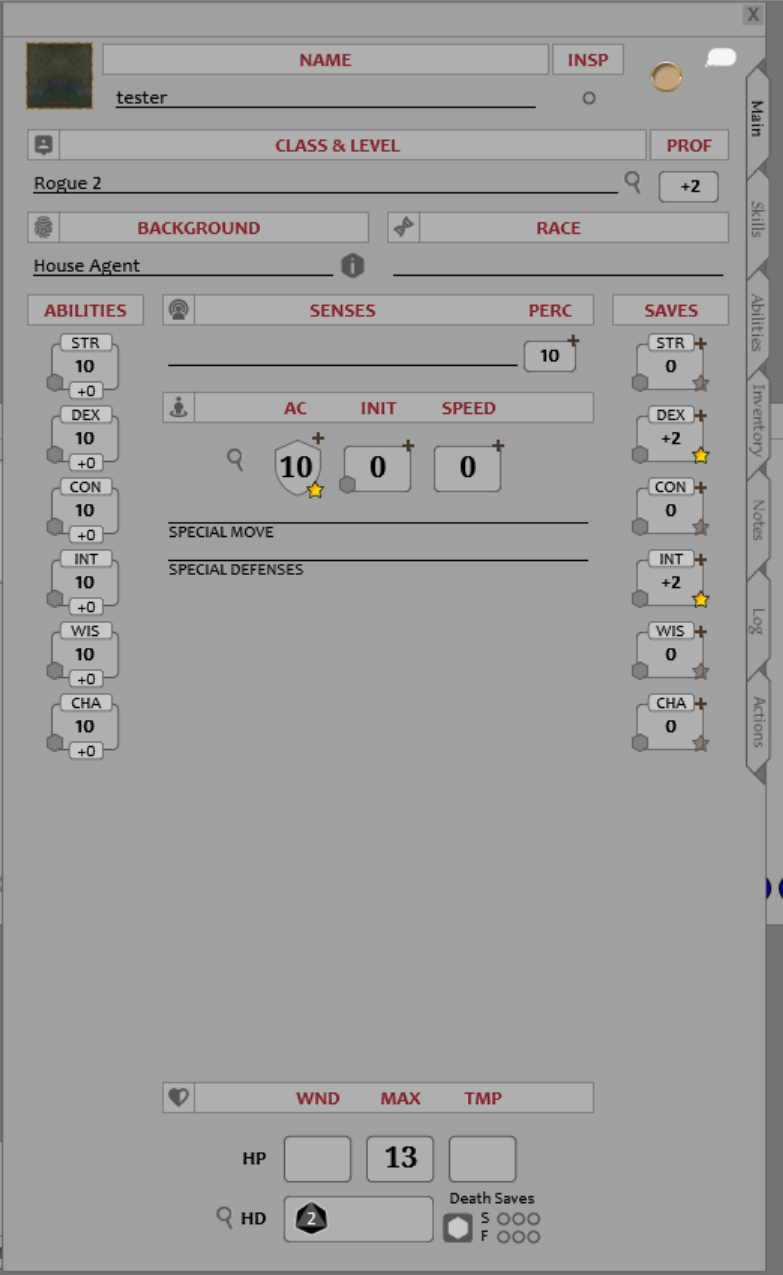 X
NAME INSP
tester
CLASS & LEVEL PROF
Rogue 2 +2
BACKGROUND RACE
House Agent
ABILITIES SENSES PERC SAVES
STR STR
10 10 0
+0
AC INIT SPEED
DEX DEX
10 +2
+0
10 0 0
CON CON
10 0
+0
SPECIAL MOVE
SPECIAL DEFENSES
INT INT
10 +2
+0
WIS WIS
10 0
+0
CHA CHA
10 0
+0
WND MAX TMP
HP 13
HD 2 Death Saves
S
F
Main
Skills
Abilities
Inventory
Notes
Log
Actions